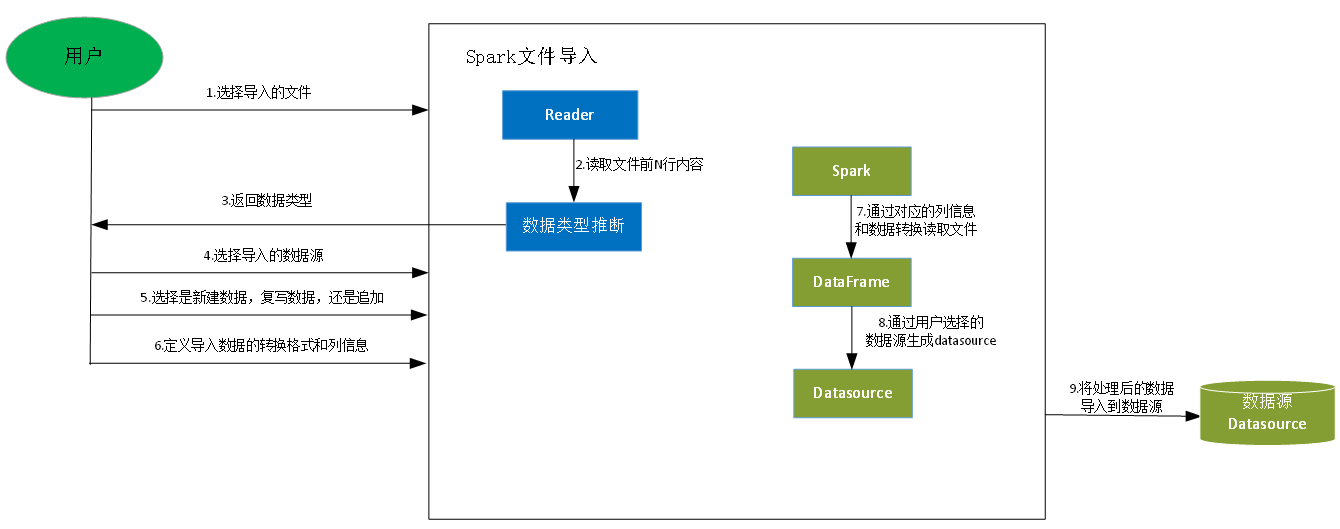 用户
Spark文件导入
1.选择导入的文件
Reader
2.读取文件前N行内容
Spark
3.返回数据类型
数据类型推断
7.通过对应的列信息
和数据转换读取文件
4.选择导入的数据源
DataFrame
5.选择是新建数据，复写数据，还是追加
8.通过用户选择的
数据源生成datasource
6.定义导入数据的转换格式和列信息
Datasource
9.将处理后的数据
导入到数据源
数据源
Datasource